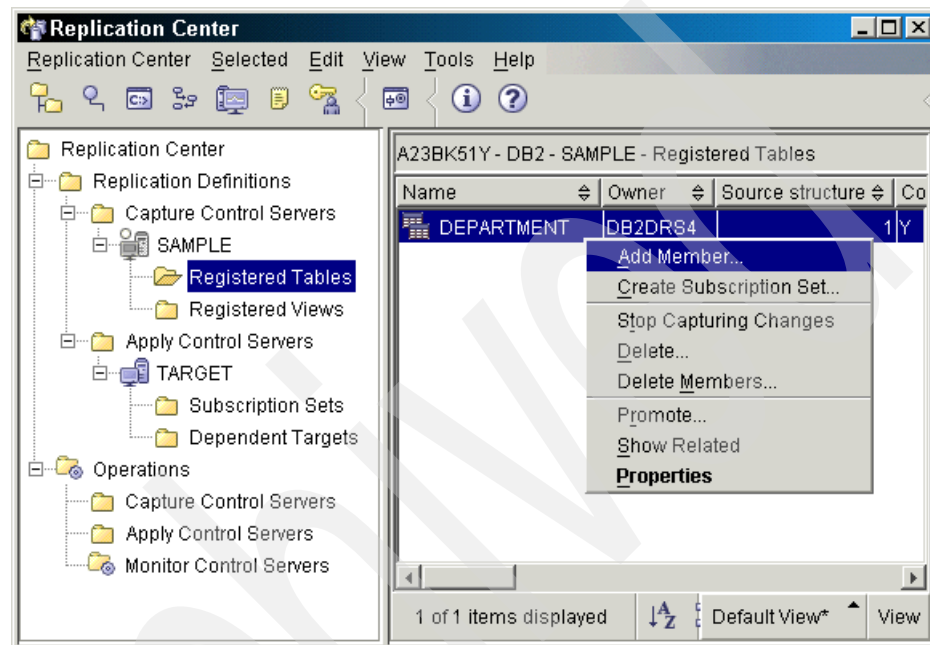 Replication Center
Replication Center Selected Edit View Tools Help
Replication Center
Replication Definitions
Capture Control Servers
SAMPLE
Registered Tables
Registered Views
Apply Control Servers
TARGET
Subscription Sets
Dependent Targets
Operations
Capture Control Servers
Apply Control Servers
Monitor Control Servers
A23BK51Y - DB2 - SAMPLE - Registered Tables
Name Owner Source structure Co
DEPARTMENT DB2DRS4 1 Y
Add Member...
Create Subscription Set...
Stop Capturing Changes
Delete...
Delete Members...
Promote...
Show Related
Properties
1 of 1 items displayed Default View* View